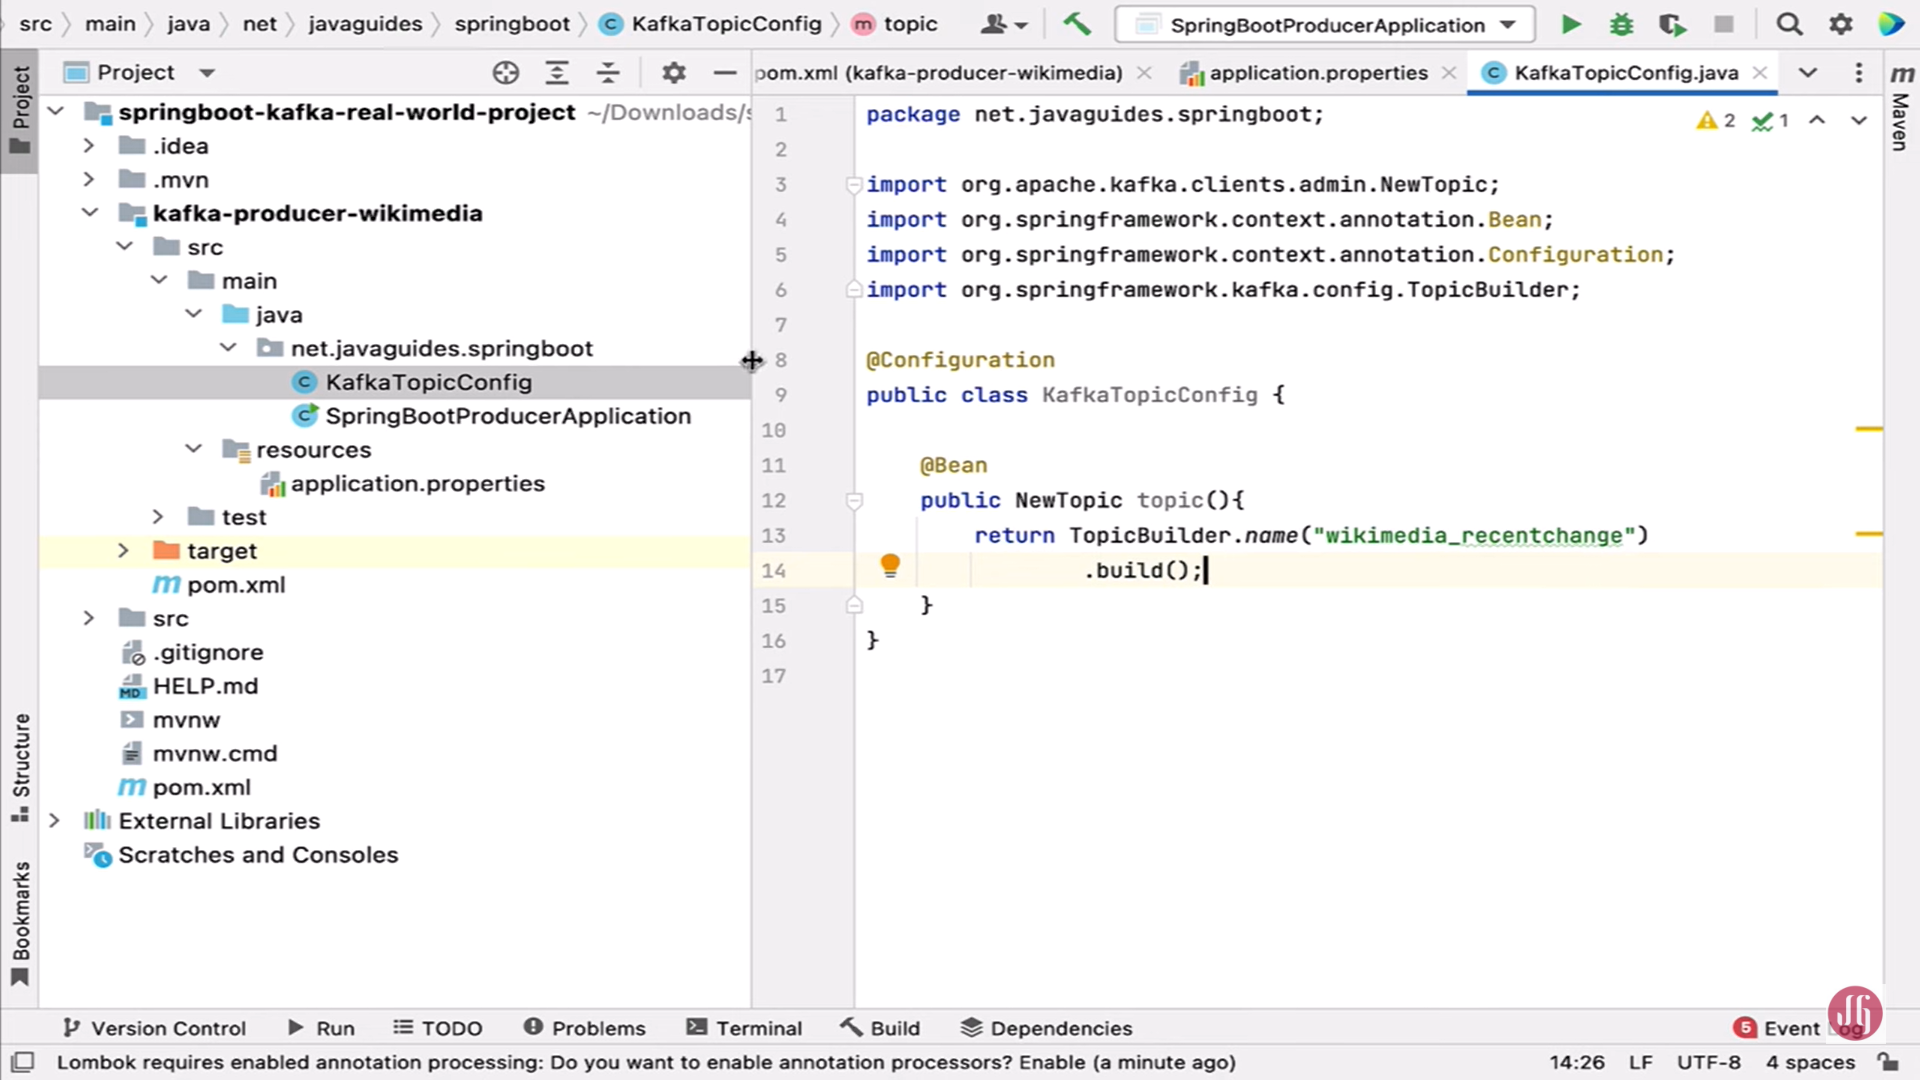 src main java net javaguides springboot KafkaTopicConfig topic SpringBootProducerApplication
Project
pom.xml (kafka-producer-wikimedia) application.properties KafkaTopicConfig.java
Project
Structure
Bookmarks
Maven
springboot-kafka-real-world-project ~/Downloads/
.idea
.mvn
kafka-producer-wikimedia
src
main
java
net.javaguides.springboot
KafkaTopicConfig
SpringBootProducerApplication
resources
application.properties
test
target
pom.xml
src
.gitignore
HELP.md
mvnw
mvnw.cmd
pom.xml
External Libraries
Scratches and Consoles
2 1
1 package net.javaguides.springboot;
2
3 import org.apache.kafka.clients.admin.NewTopic;
4 import org.springframework.context.annotation.Bean;
5 import org.springframework.context.annotation.Configuration;
6 import org.springframework.kafka.config.TopicBuilder;
7
8 @Configuration
9 public class KafkaTopicConfig {
10
11 @Bean
12 public NewTopic topic(){
13 return TopicBuilder.name("wikimedia_recentchange")
14 .build();
15 }
16 }
17
Version Control Run TODO Problems Terminal Build Dependencies 5 Event
Lombok requires enabled annotation processing: Do you want to enable annotation processors? Enable (a minute ago) 14:26 LF UTF-8 4 spaces